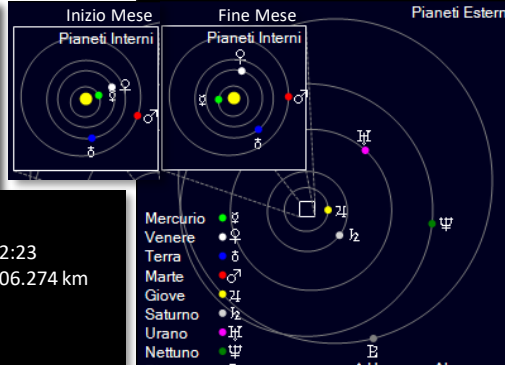 Inizio Mese
Fine Mese
Pianeti Esterni
Pianeti Interni
Pianeti Interni
2:23
06.274 km
Mercurio ☿
Venere ♀
Terra ♁
Marte ♂
Giove ♃
Saturno ♄
Urano ♅
Nettuno ♆